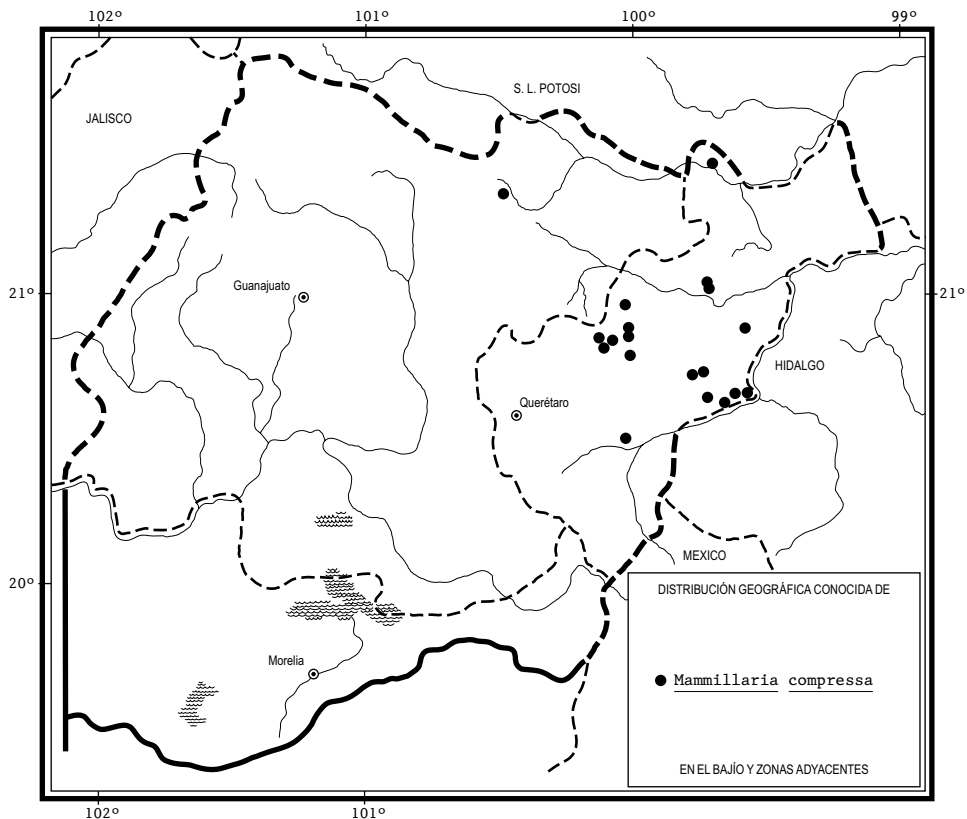 102º 101º 100º 99º
S. L. POTOSI
JALISCO
Guanajuato
21º 21º
HIDALGO
Querétaro
MEXICO
20º
DISTRIBUCIÓN GEOGRÁFICA CONOCIDA DE
Morelia
Mammillaria compressa
EN EL BAJÍO Y ZONAS ADYACENTES
102º 101º